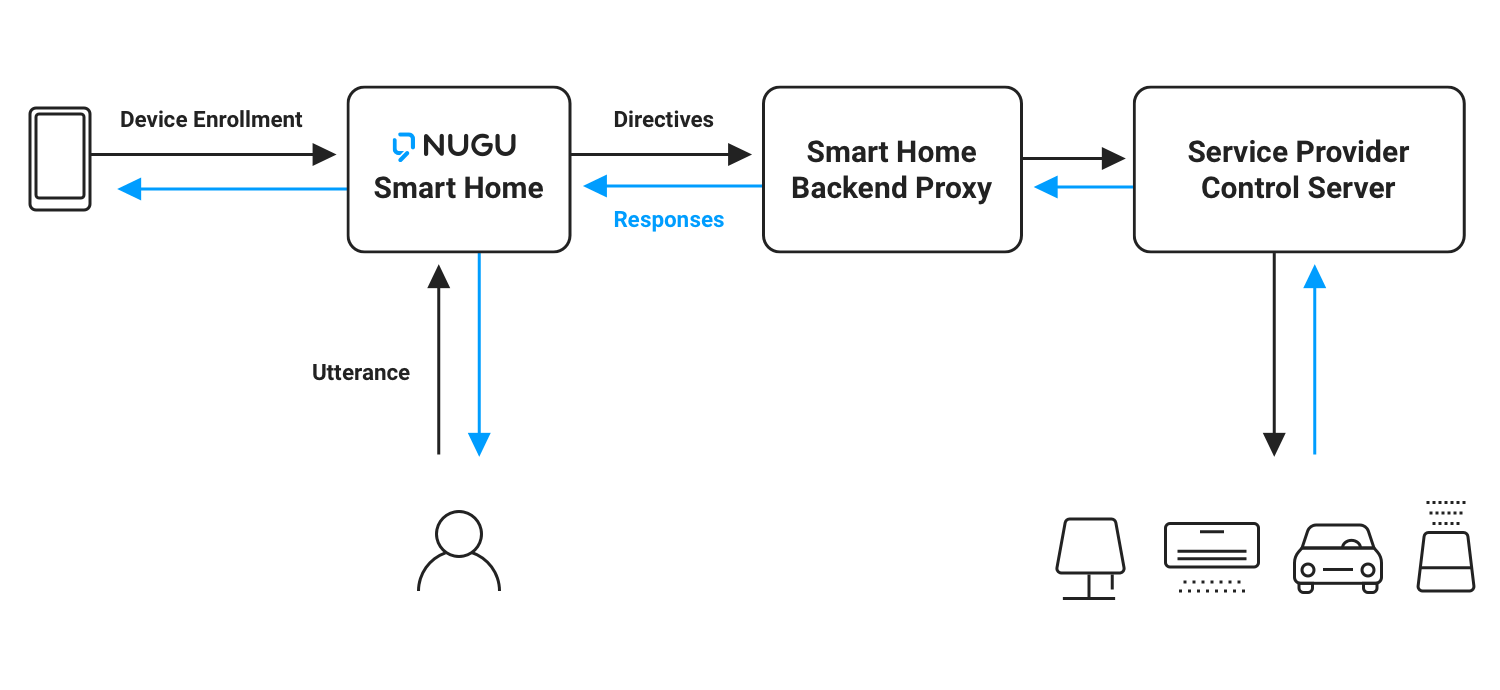 Device Enrollment
NUGU
Smart Home
Directives
Responses
Smart Home
Backend Proxy
Service Provider
Control Server
Utterance